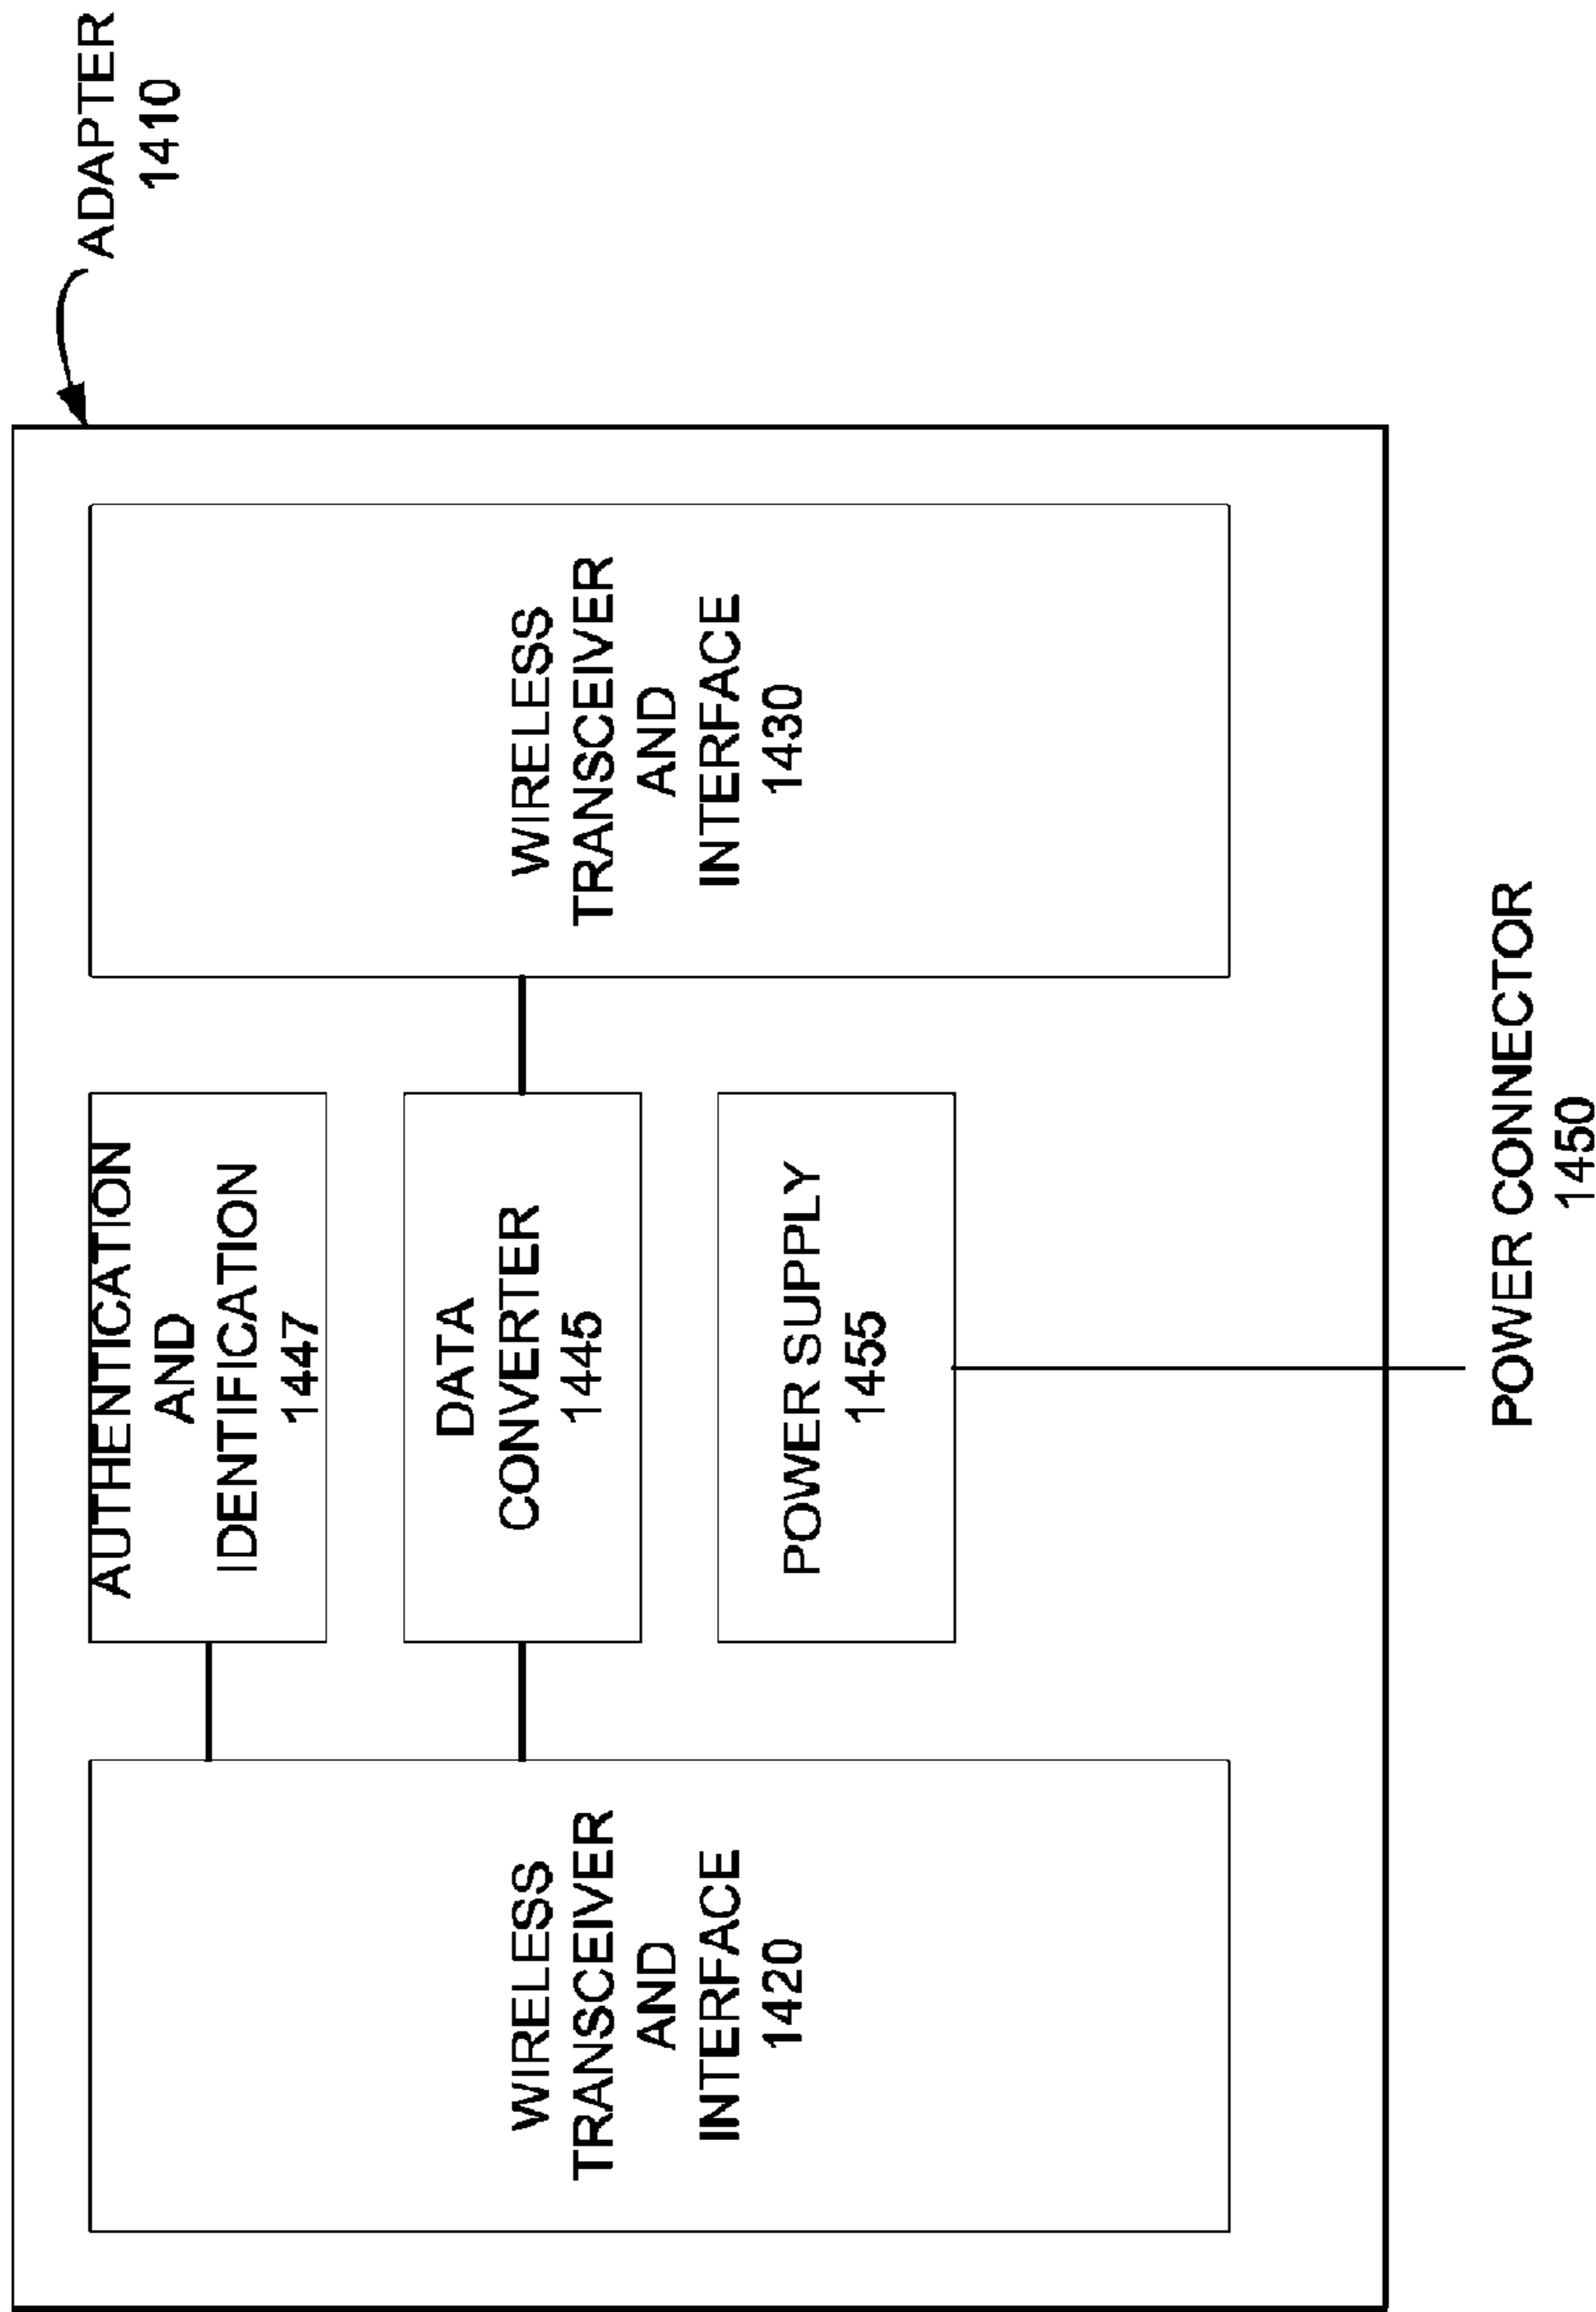 ADAPTER
1410
WIRELESS
TRANSCEIVER
AND
INTERFACE
1420
AUTHENTICATION
AND
IDENTIFICATION
1447
DATA
CONVERTER
1445
POWER SUPPLY
1455
WIRELESS
TRANSCEIVER
AND
INTERFACE
1430
POWER CONNECTOR
1450